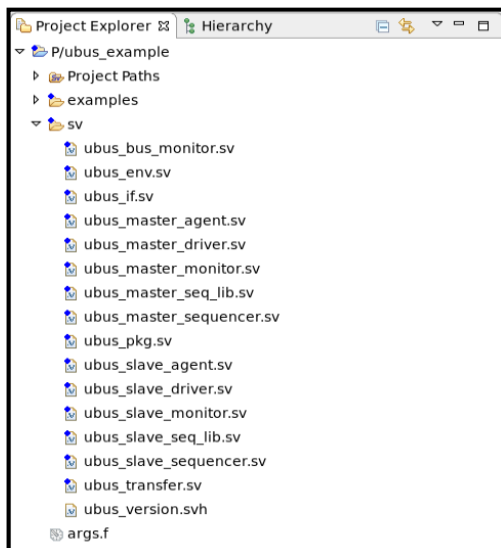 Project Explorer Hierarchy
P/ubus_example
Project Paths
examples
sv
ubus_bus_monitor.sv
ubus_env.sv
ubus_if.sv
ubus_master_agent.sv
ubus_master_driver.sv
ubus_master_monitor.sv
ubus_master_seq_lib.sv
ubus_master_sequencer.sv
ubus_pkg.sv
ubus_slave_agent.sv
ubus_slave_driver.sv
ubus_slave_monitor.sv
ubus_slave_seq_lib.sv
ubus_slave_sequencer.sv
ubus_transfer.sv
ubus_version.svh
args.f